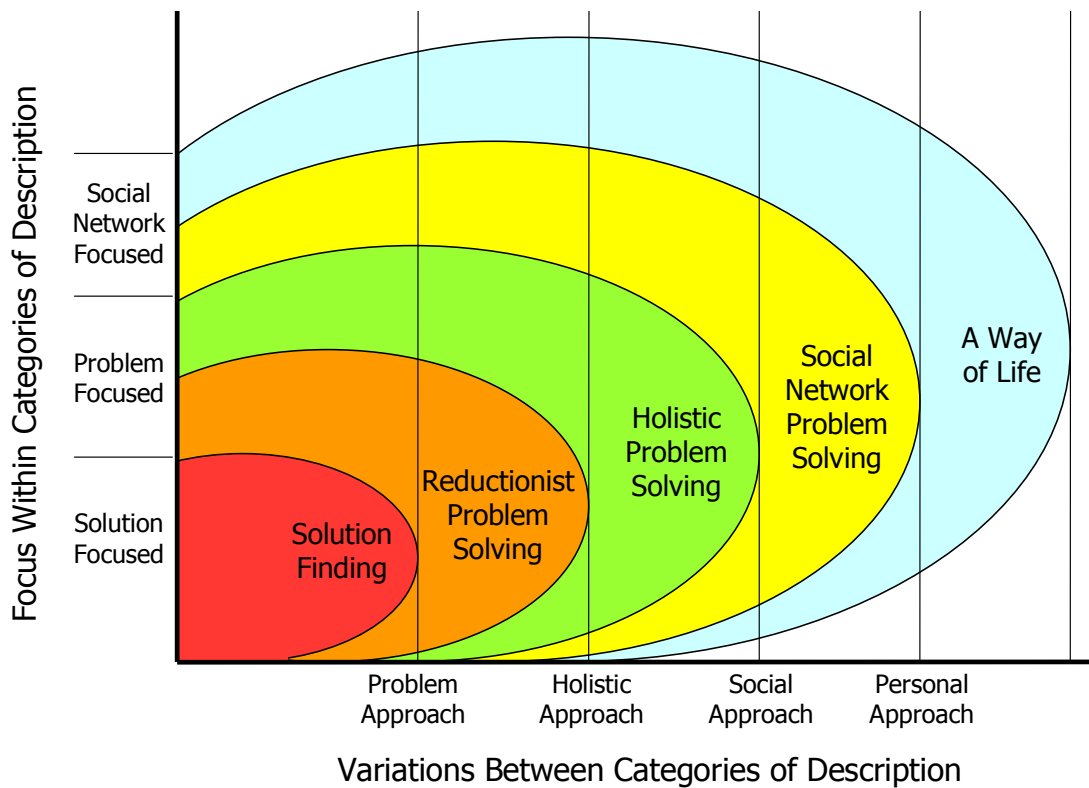 Focus Within Categories of Description
Social
Network
Focused
Problem
Focused
Solution
Focused
Solution
Finding
Reductionist
Problem
Solving
Holistic
Problem
Solving
Social
Network
Problem
Solving
A Way
of Life
Problem
Approach
Holistic
Approach
Social
Approach
Personal
Approach
Variations Between Categories of Description